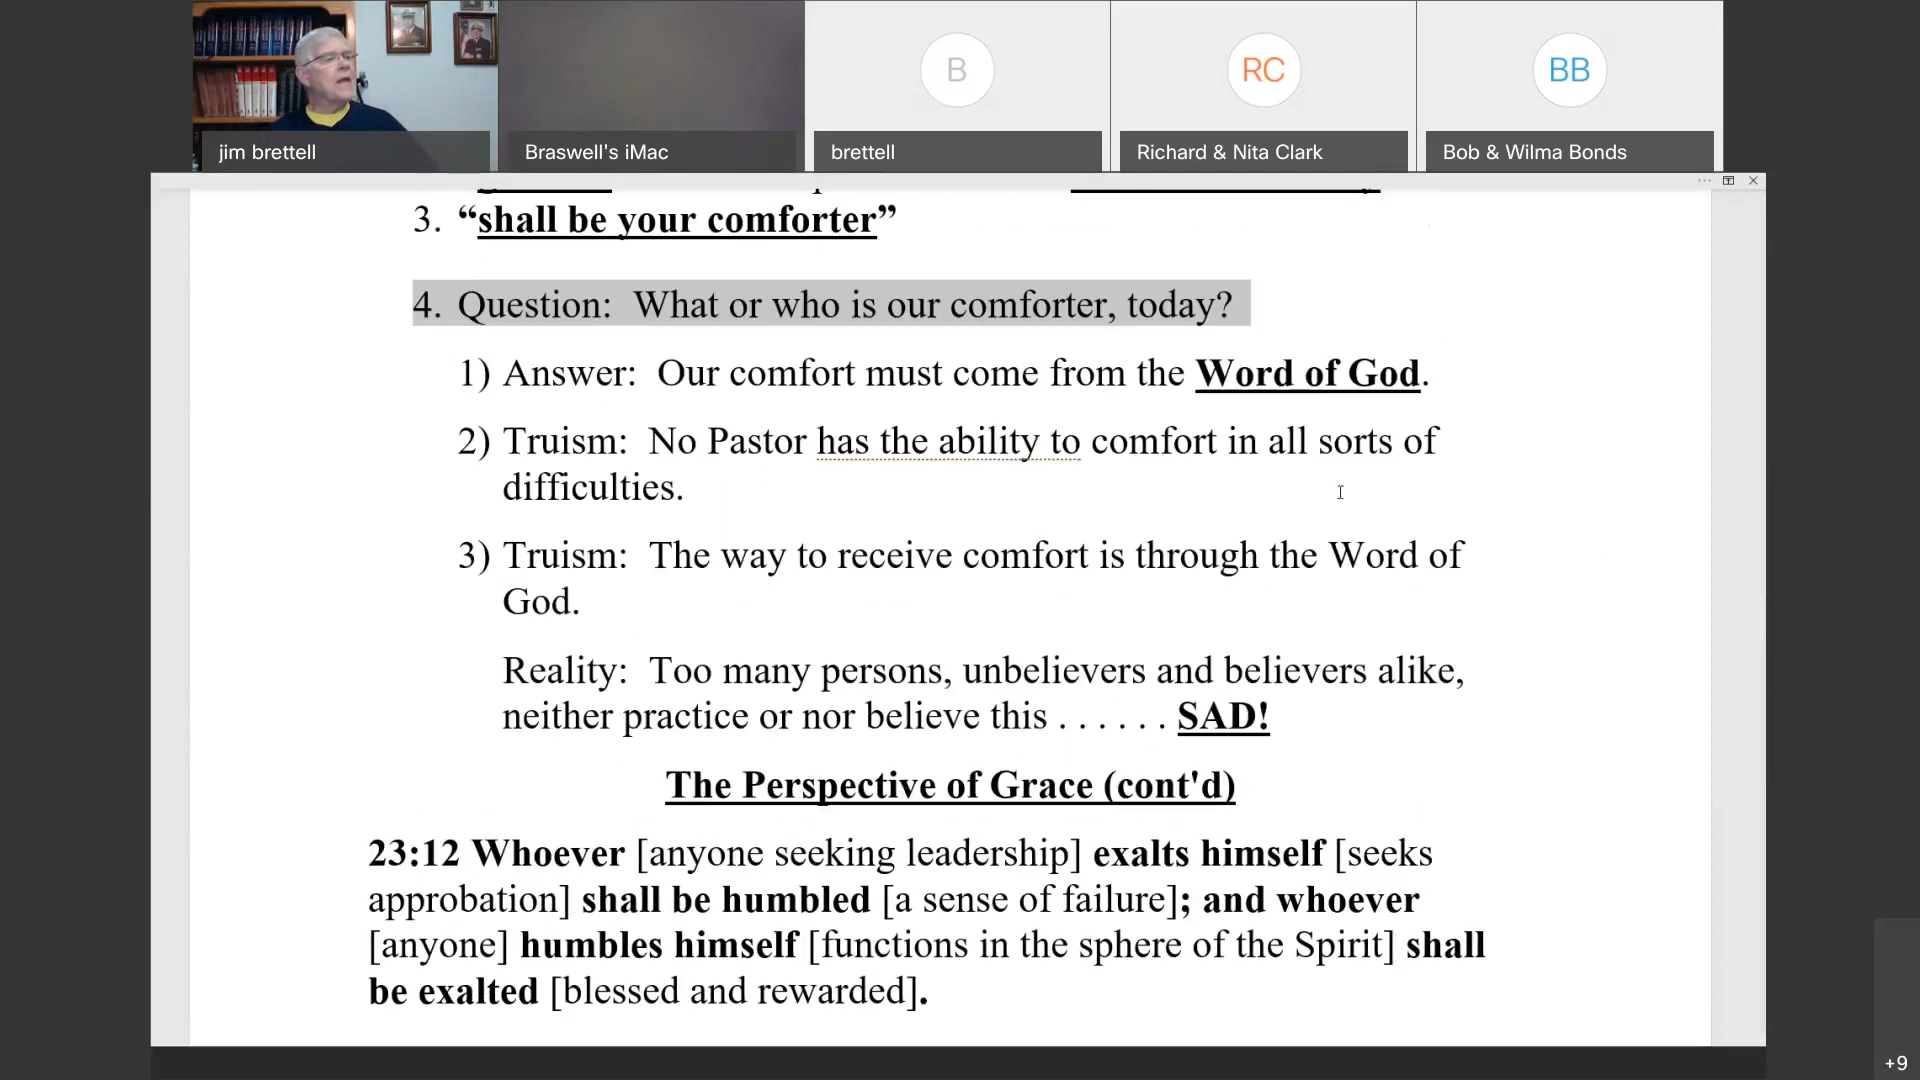 B
RC
BB
jim brettell
Braswell's iMac
brettell
Richard & Nita Clark
Bob & Wilma Bonds
3. “shall be your comforter”
4. Question: What or who is our comforter, today?
1) Answer: Our comfort must come from the Word of God.
2) Truism: No Pastor has the ability to comfort in all sorts of
difficulties.
3) Truism: The way to receive comfort is through the Word of
God.
Reality: Too many persons, unbelievers and believers alike,
neither practice or nor believe this . . . . . . SAD!
The Perspective of Grace (cont'd)
23:12 Whoever [anyone seeking leadership] exalts himself [seeks
approbation] shall be humbled [a sense of failure]; and whoever
[anyone] humbles himself [functions in the sphere of the Spirit] shall
be exalted [blessed and rewarded].
+9